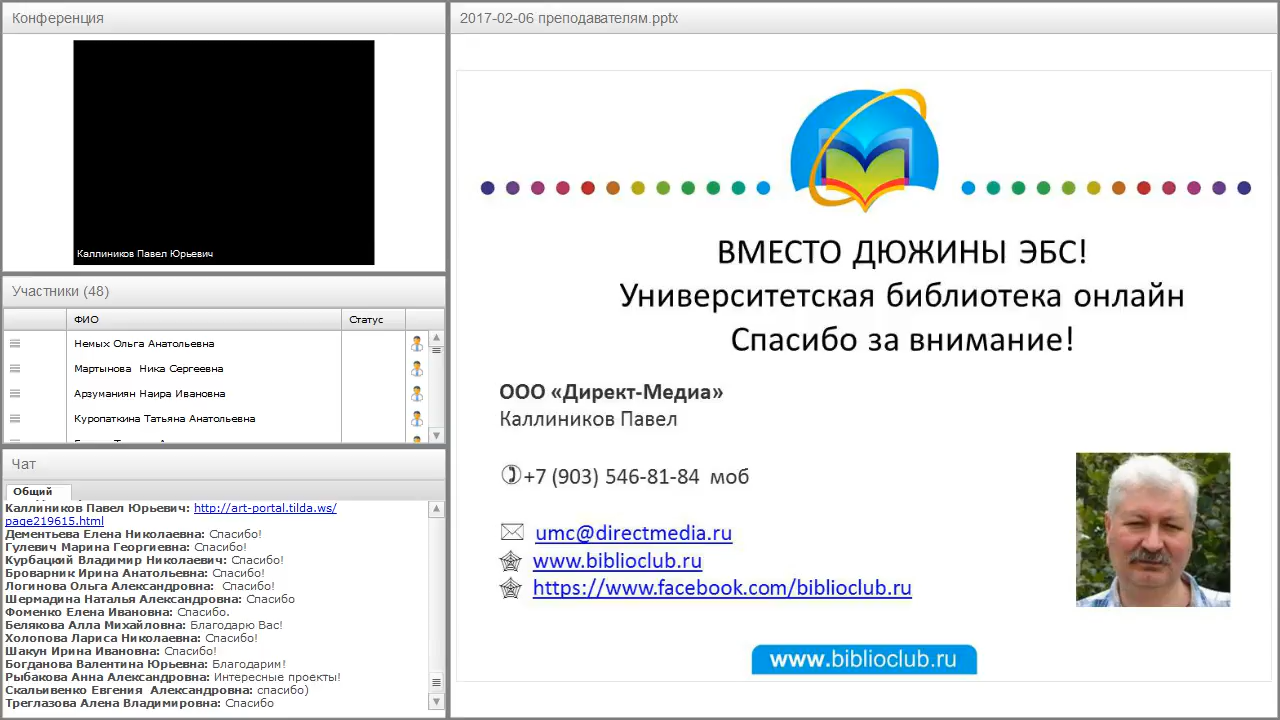 Конференция
Каллиников Павел Юрьевич
Участники (48)
ФИО
Статус
Немых Ольга Анатольевна
Мартынова Ника Сергеевна
Арзуманиян Наира Ивановна
Куропаткина Татьяна Анатольевна
Чат
Общий
Каллиников Павел Юрьевич: http://art-portal.tilda.ws/
page219615.html
Дементьева Елена Николаевна: Спасибо!
Гулевич Марина Георгиевна: Спасибо!
Курбацкий Владимир Николаевич: Спасибо!
Броварник Ирина Анатольевна: Спасибо!
Логинова Ольга Александровна: Спасибо!
Шермадина Наталья Александровна: Спасибо
Фоменко Елена Ивановна: Спасибо.
Белякова Алла Михайловна: Благодарю Вас!
Холопова Лариса Николаевна: Спасибо!
Шакун Ирина Ивановна: Спасибо!
Богданова Валентина Юрьевна: Благодарим!
Рыбакова Анна Александровна: Интересные проекты!
Скальивенко Евгения Александровна: спасибо)
Треглазова Алена Владимировна: Спасибо
2017-02-06 преподавателям.pptx
ВМЕСТО ДЮЖИНЫ ЭБС!
Университетская библиотека онлайн
Спасибо за внимание!
ООО «Директ-Медиа»
Каллиников Павел
+7 (903) 546-81-84 моб
umc@directmedia.ru
www.biblioclub.ru
https://www.facebook.com/biblioclub.ru
www.biblioclub.ru